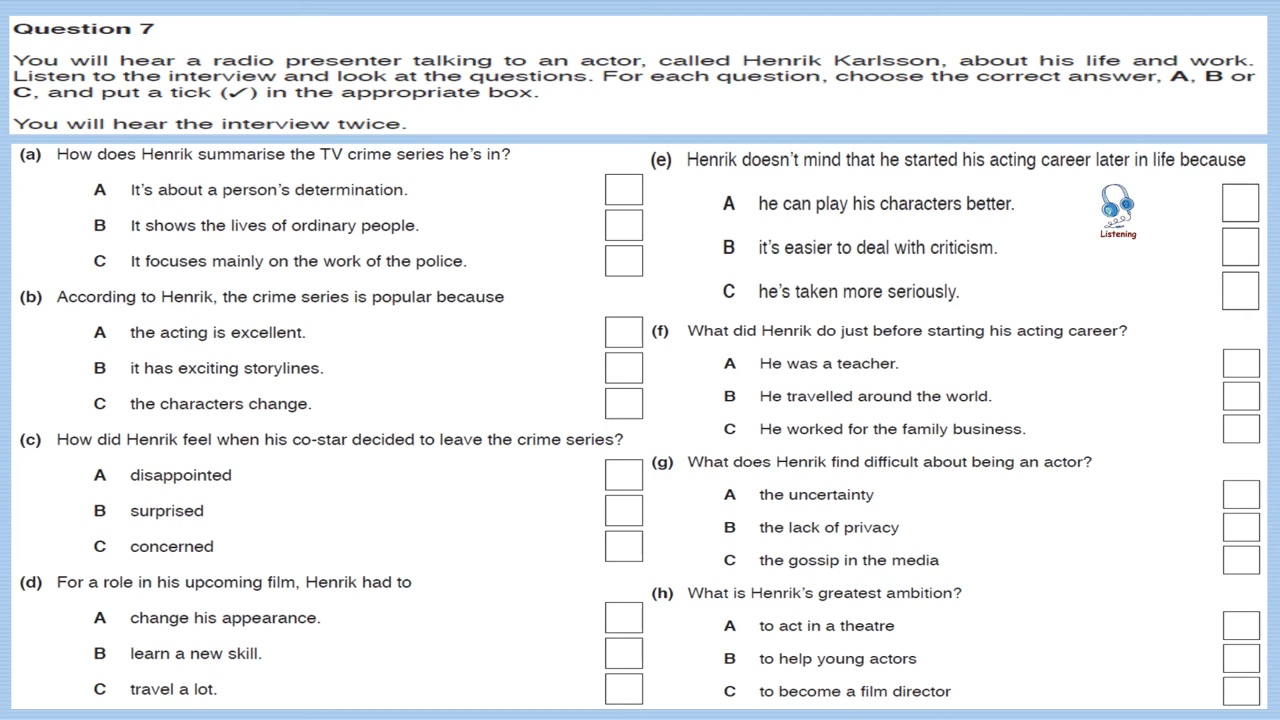 Question 7
You will hear a radio presenter talking to an actor, called Henrik Karlsson, about his life and work.
Listen to the interview and look at the questions. For each question, choose the correct answer, A, B or
C, and put a tick (✓) in the appropriate box.
You will hear the interview twice.
(a) How does Henrik summarise the TV crime series he's in?
A It's about a person's determination.
B It shows the lives of ordinary people.
C It focuses mainly on the work of the police.
(b) According to Henrik, the crime series is popular because
A the acting is excellent.
B it has exciting storylines.
C the characters change.
(c) How did Henrik feel when his co-star decided to leave the crime series?
A disappointed
B surprised
C concerned
(d) For a role in his upcoming film, Henrik had to
A change his appearance.
B learn a new skill.
C travel a lot.
(e) Henrik doesn't mind that he started his acting career later in life because
A he can play his characters better.
Listening
B it's easier to deal with criticism.
C he's taken more seriously.
(f) What did Henrik do just before starting his acting career?
A He was a teacher.
B He travelled around the world.
C He worked for the family business.
(g) What does Henrik find difficult about being an actor?
A the uncertainty
B the lack of privacy
C the gossip in the media
(h) What is Henrik's greatest ambition?
A to act in a theatre
B to help young actors
C to become a film director